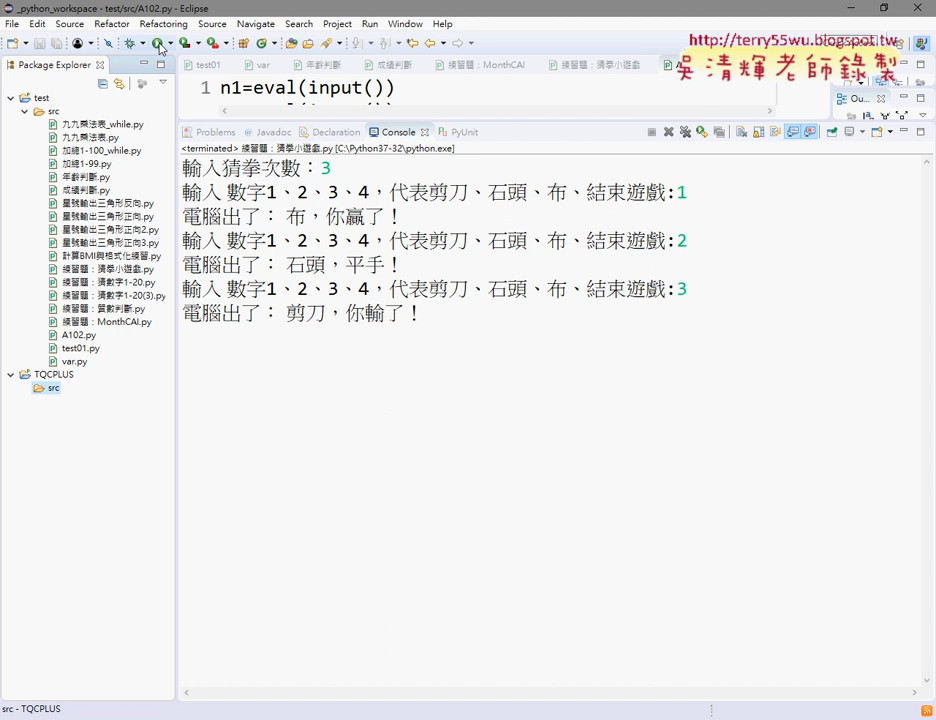 _python_workspace - test/src/A102.py - Eclipse
File Edit Source Refactor Refactoring Source Navigate Search Project Run Window Help
http://terry55wu.blogspot.tw
吳清輝老師錄製
Package Explorer
test01 var 年齡判斷 成績判斷 練習題：MonthCAI 練習題：猜拳小遊戲
1 n1=eval(input())
Ou...
test
src
九九乘法表_while.py
九九乘法表.py
加總1-100_while.py
加總1-99.py
年齡判斷.py
成績判斷.py
星號輸出三角形反向.py
星號輸出三角形正向.py
星號輸出三角形正向2.py
星號輸出三角形正向3.py
計算BMI與格式化練習.py
練習題：猜拳小遊戲.py
練習題：猜數字1-20.py
練習題：猜數字1-20(3).py
練習題：質數判斷.py
練習題：MonthCAI.py
A102.py
test01.py
var.py
TQCPLUS
src
Problems Javadoc Declaration Console PyUnit
<terminated> 練習題：猜拳小遊戲.py [C:\Python37-32\python.exe]
輸入猜拳次數：3
輸入 數字1、2、3、4，代表剪刀、石頭、布、結束遊戲:1
電腦出了： 布，你贏了！
輸入 數字1、2、3、4，代表剪刀、石頭、布、結束遊戲:2
電腦出了： 石頭，平手！
輸入 數字1、2、3、4，代表剪刀、石頭、布、結束遊戲:3
電腦出了： 剪刀，你輸了！
src - TQCPLUS